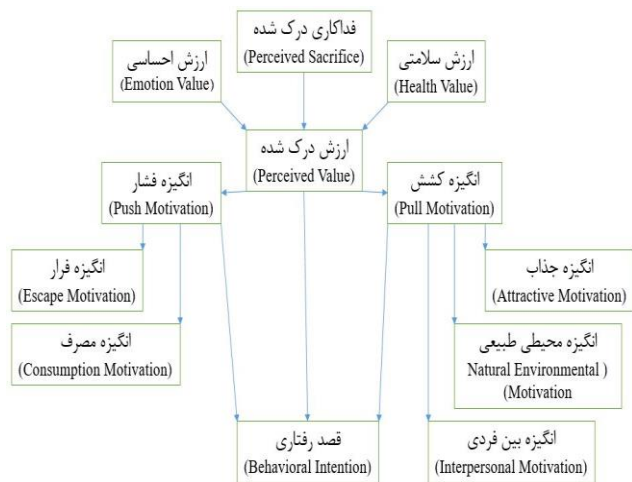 فداکاری درک شده
(Perceived Sacrifice)
ارزش احساسی
(Emotion Value)
ارزش سلامتی
(Health Value)
ارزش درک شده
(Perceived Value)
انگیزه فشار
(Push Motivation)
انگیزه کشش
(Pull Motivation)
انگیزه فرار
(Escape Motivation)
انگیزه جذاب
(Attractive Motivation)
انگیزه مصرف
(Consumption Motivation)
انگیزه محیطی طبیعی
Natural Environmental )
(Motivation
قصد رفتاری
(Behavioral Intention)
انگیزه بین فردی
(Interpersonal Motivation)